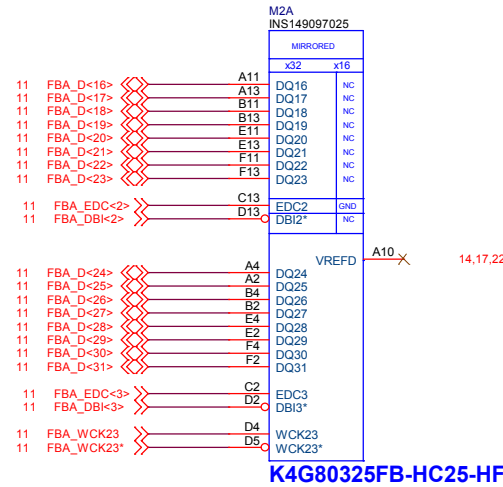 M2A
INS149097025
MIRRORED
x32 x16
11 FBA_D<16> A11 DQ16 NC
11 FBA_D<17> A13 DQ17 NC
11 FBA_D<18> B11 DQ18 NC
11 FBA_D<19> B13 DQ19 NC
11 FBA_D<20> E11 DQ20 NC
11 FBA_D<21> E13 DQ21 NC
11 FBA_D<22> F11 DQ22 NC
11 FBA_D<23> F13 DQ23 NC
11 FBA_EDC<2> C13 EDC2 GND
11 FBA_DBI<2> D13 DBI2* NC
VREFD A10 14,17,22
11 FBA_D<24> A4 DQ24
11 FBA_D<25> A2 DQ25
11 FBA_D<26> B4 DQ26
11 FBA_D<27> B2 DQ27
11 FBA_D<28> E4 DQ28
11 FBA_D<29> E2 DQ29
11 FBA_D<30> F4 DQ30
11 FBA_D<31> F2 DQ31
11 FBA_EDC<3> C2 EDC3
11 FBA_DBI<3> D2 DBI3*
11 FBA_WCK23 D4 WCK23
11 FBA_WCK23* D5 WCK23*
K4G80325FB-HC25-HF